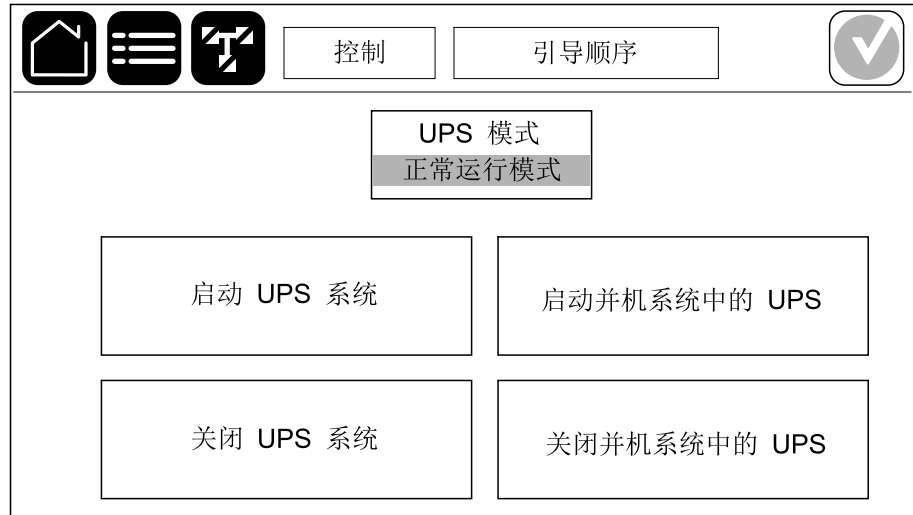 控制
引导顺序
UPS 模式
正常运行模式
启动 UPS 系统
启动并机系统中的 UPS
关闭 UPS 系统
关闭并机系统中的 UPS